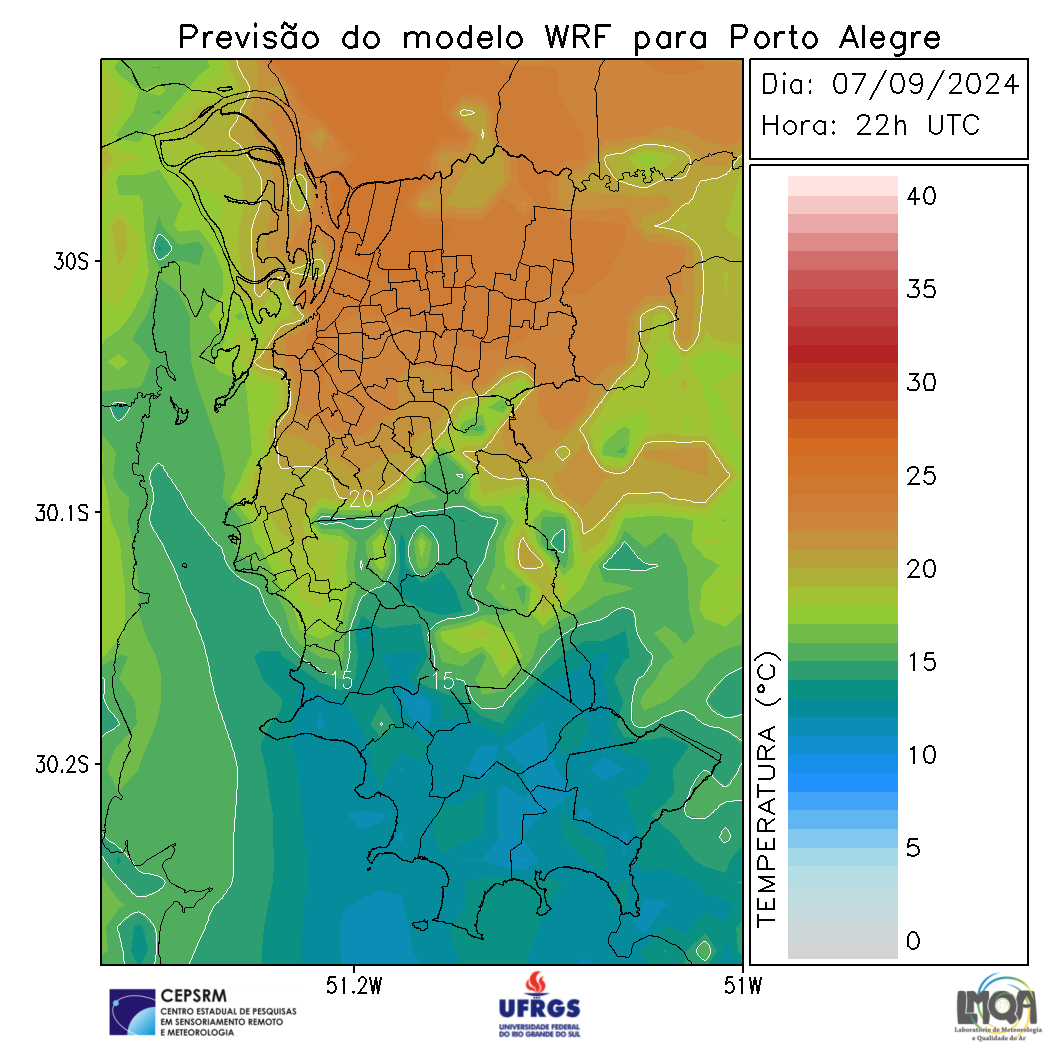 Previsão do modelo WRF para Porto Alegre
Dia: 07/09/2024
Hora: 22h UTC
40
35
30
25
20
15
10
5
0
TEMPERATURA (°C)
30S
30.1S
30.2S
20
15
15
51.2W
51W
CEPSRM
CENTRO ESTADUAL DE PESQUISAS
EM SENSORIAMENTO REMOTO
E METEOROLOGIA
UFRGS
UNIVERSIDADE FEDERAL
DO RIO GRANDE DO SUL
LMQA
Laboratório de Meteorologia
e Qualidade do Ar